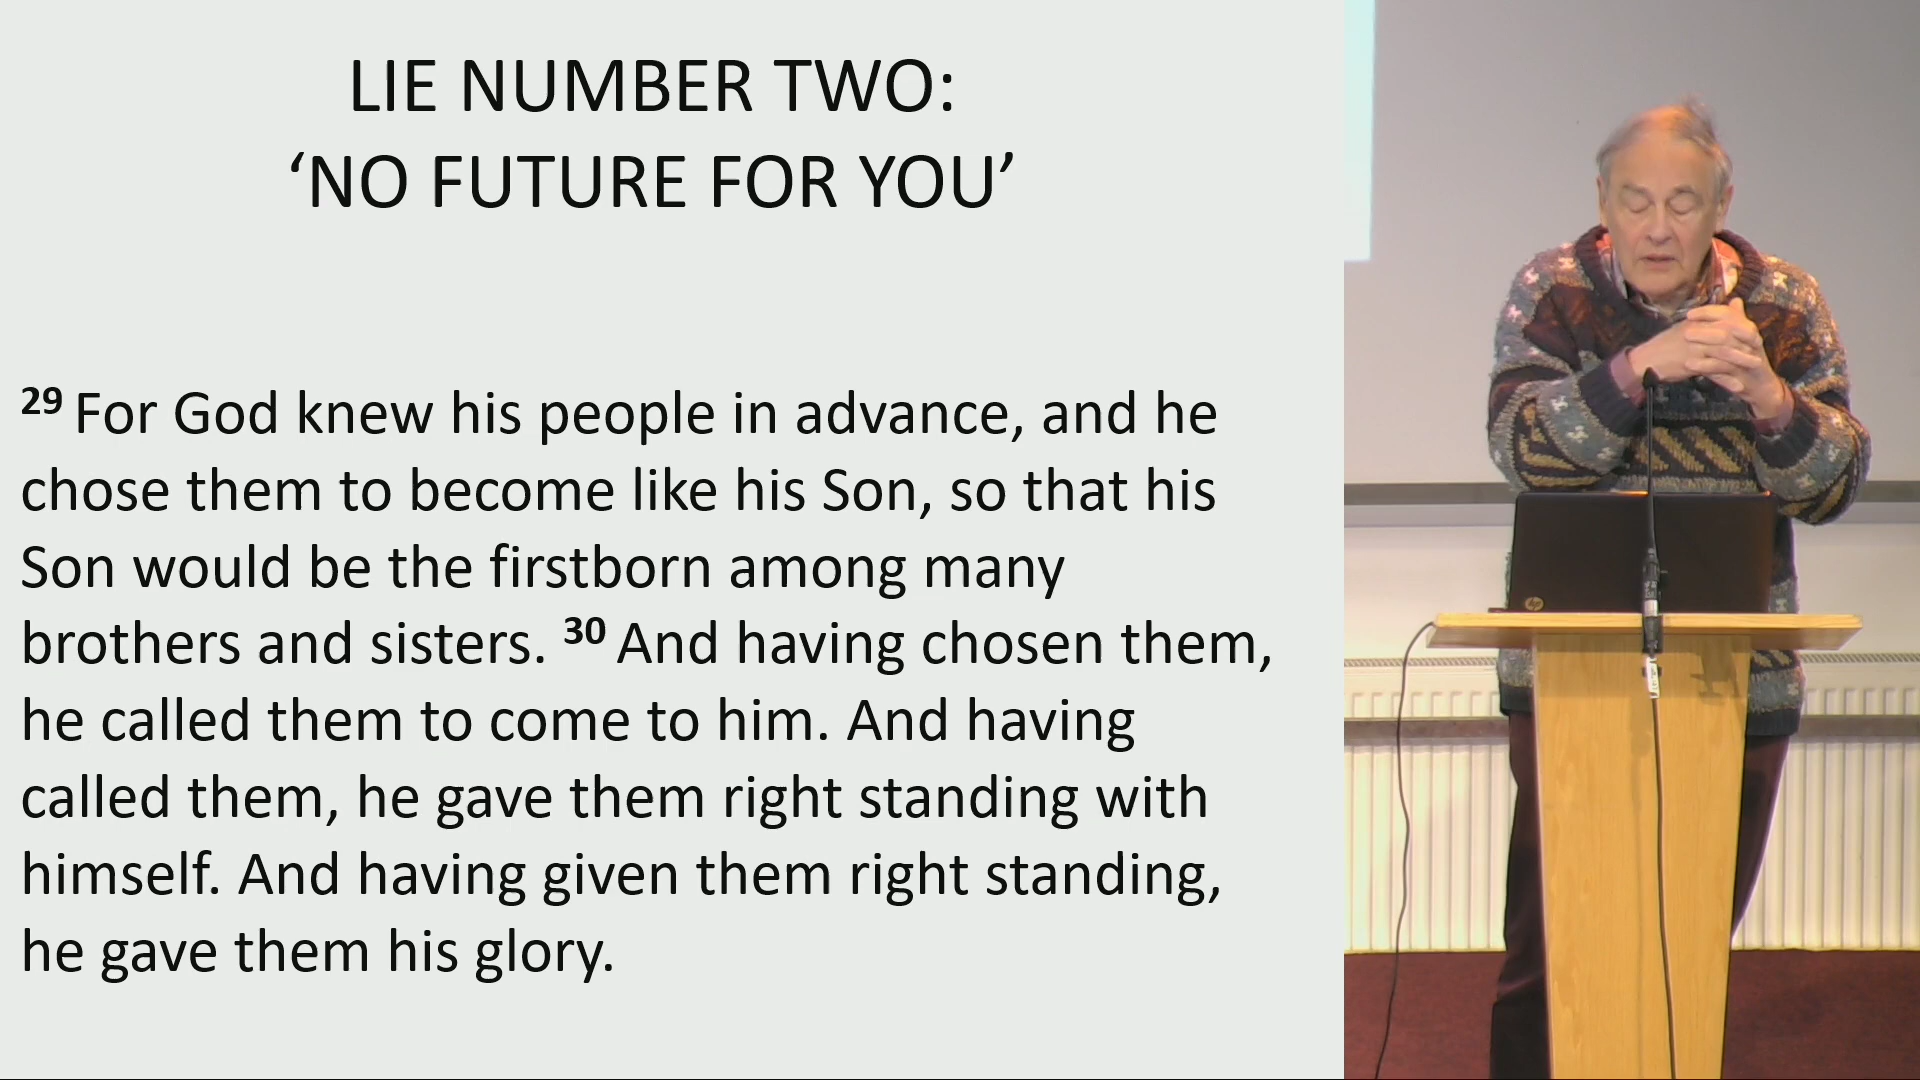 LIE NUMBER TWO:
‘NO FUTURE FOR YOU’
29 For God knew his people in advance, and he
chose them to become like his Son, so that his
Son would be the firstborn among many
brothers and sisters. 30 And having chosen them,
he called them to come to him. And having
called them, he gave them right standing with
himself. And having given them right standing,
he gave them his glory.
hp